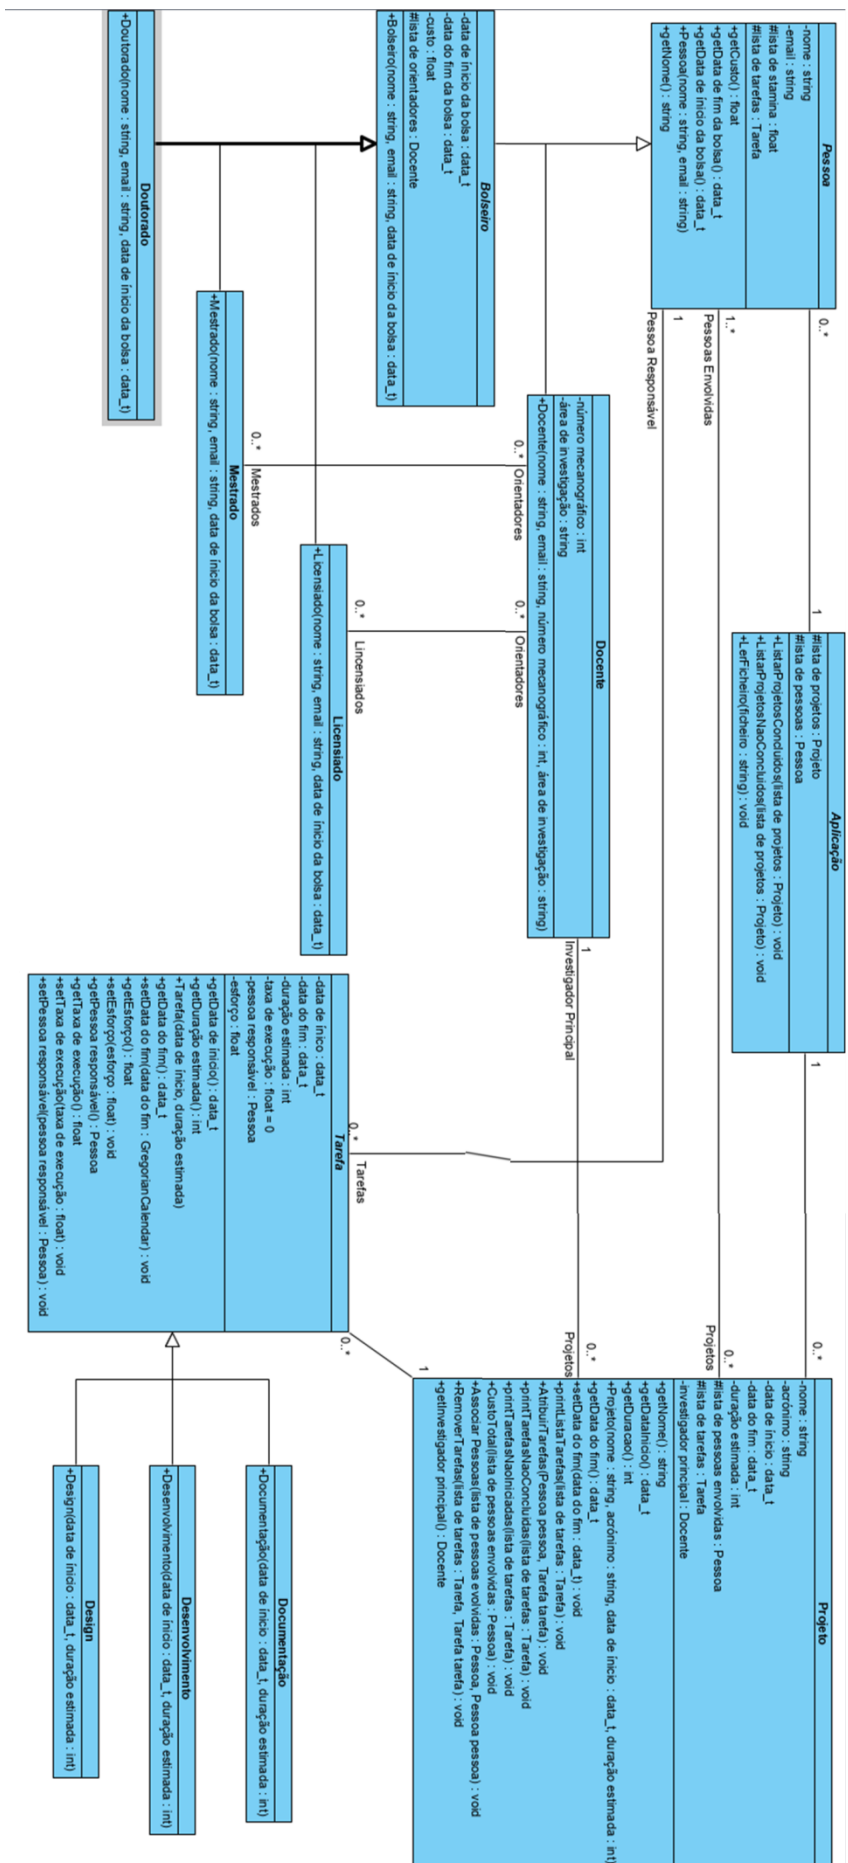 Pessoa
-nome : string
-email : string
#lista de stamina : float
#lista de tarefas : Tarefa
+getCusto() : float
+getData de fim da bolsa() : data_t
+getData de início da bolsa() : data_t
+Pessoa(nome : string, email : string)
+getNome() : string
0..*
1
1..*
Pessoas Envolvidas
1
Pessoa Responsável
Aplicação
#lista de projetos : Projeto
#lista de pessoas : Pessoa
+ListarProjetosConcluidos(lista de projetos : Projeto) : void
+ListarProjetosNaoConcluidos(lista de projetos : Projeto) : void
+LerFicheiro(ficheiro : string) : void
1
0..*
0..*
Projetos
Projeto
-nome : string
-acrónimo : string
-data de início : data_t
-data do fim : data_t
-duração estimada : int
#lista de pessoas envolvidas : Pessoa
#lista de tarefas : Tarefa
-investigador principal : Docente
+getNome() : string
+getDataInicio() : data_t
+getDuracao() : int
+Projeto(nome : string, acrónimo : string, data de início : data_t, duração estimada : int)
+getData do fim() : data_t
+setData do fim(data do fim : data_t) : void
+printListaTarefas(lista de tarefas : Tarefa) : void
+AtribuirTarefas(Pessoa pessoa, Tarefa tarefa) : void
+printTarefasNaoConcluidas(lista de tarefas : Tarefa) : void
+printTarefasNaoIniciadas(lista de tarefas : Tarefa) : void
+CustoTotal(lista de pessoas envolvidas : Pessoa) : void
+Associar Pessoas(lista de pessoas evolvidas : Pessoa, Pessoa pessoa) : void
+RemoverTarefas(lista de tarefas : Tarefa, Tarefa tarefa) : void
+getInvestigador principal() : Docente
Docente
-número mecanográfico : int
-área de investigação : string
+Docente(nome : string, email : string, número mecanográfico : int, área de investigação : string)
1
Investigador Principal
0..*
Projetos
0..* Orientadores
0..* Orientadores
Bolseiro
-data de início da bolsa : data_t
-data do fim da bolsa : data_t
-custo : float
#lista de orientadores : Docente
+Bolseiro(nome : string, email : string, data de início da bolsa : data_t)
0..*
Mestrados
0..*
Lincensiados
Licensiado
+Licensiado(nome : string, email : string, data de ínicio da bolsa : data_t)
Mestrado
+Mestrado(nome : string, email : string, data de ínicio da bolsa : data_t)
Doutorado
+Doutorado(nome : string, email : string, data de ínicio da bolsa : data_t)
0..*
Tarefas
Tarefa
-data de ínico : data_t
-data do fim : data_t
-duração estimada : int
-taxa de execução : float = 0
-pessoa responsável : Pessoa
-esforço : float
+getData de início() : data_t
+getDuração estimada() : int
+Tarefa(data de início, duração estimada)
+getData do fim() : data_t
+setData do fim(data do fim : GregorianCalendar) : void
+getEsforço() : float
+setEsforço(esforço : float) : void
+getPessoa responsável() : Pessoa
+getTaxa de execução() : float
+setTaxa de execução(taxa de execução : float) : void
+setPessoa responsável(pessoa responsável : Pessoa) : void
0..*
1
Documentação
+Documentação(data de início : data_t, duração estimada : int)
Desenvolvimento
+Desenvolvimento(data de início : data_t, duração estimada : int)
Design
+Design(data de início : data_t, duração estimada : int)